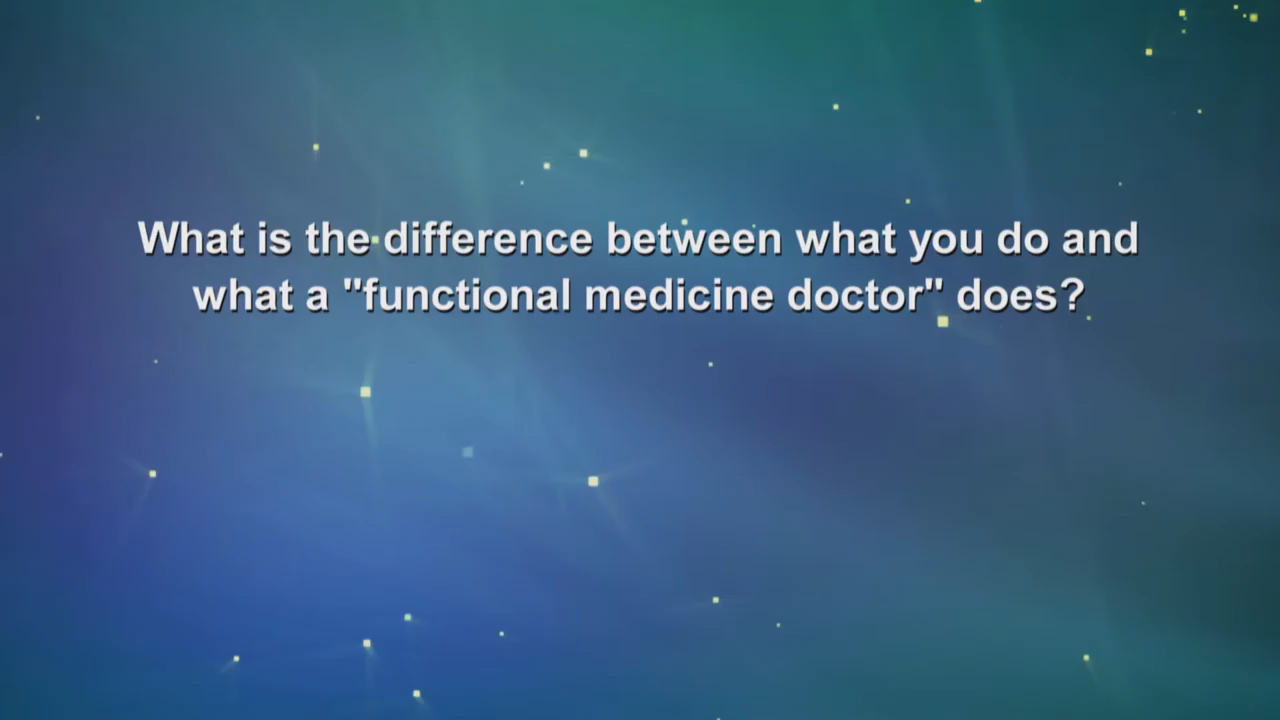 What is the difference between what you do and
what a "functional medicine doctor" does?